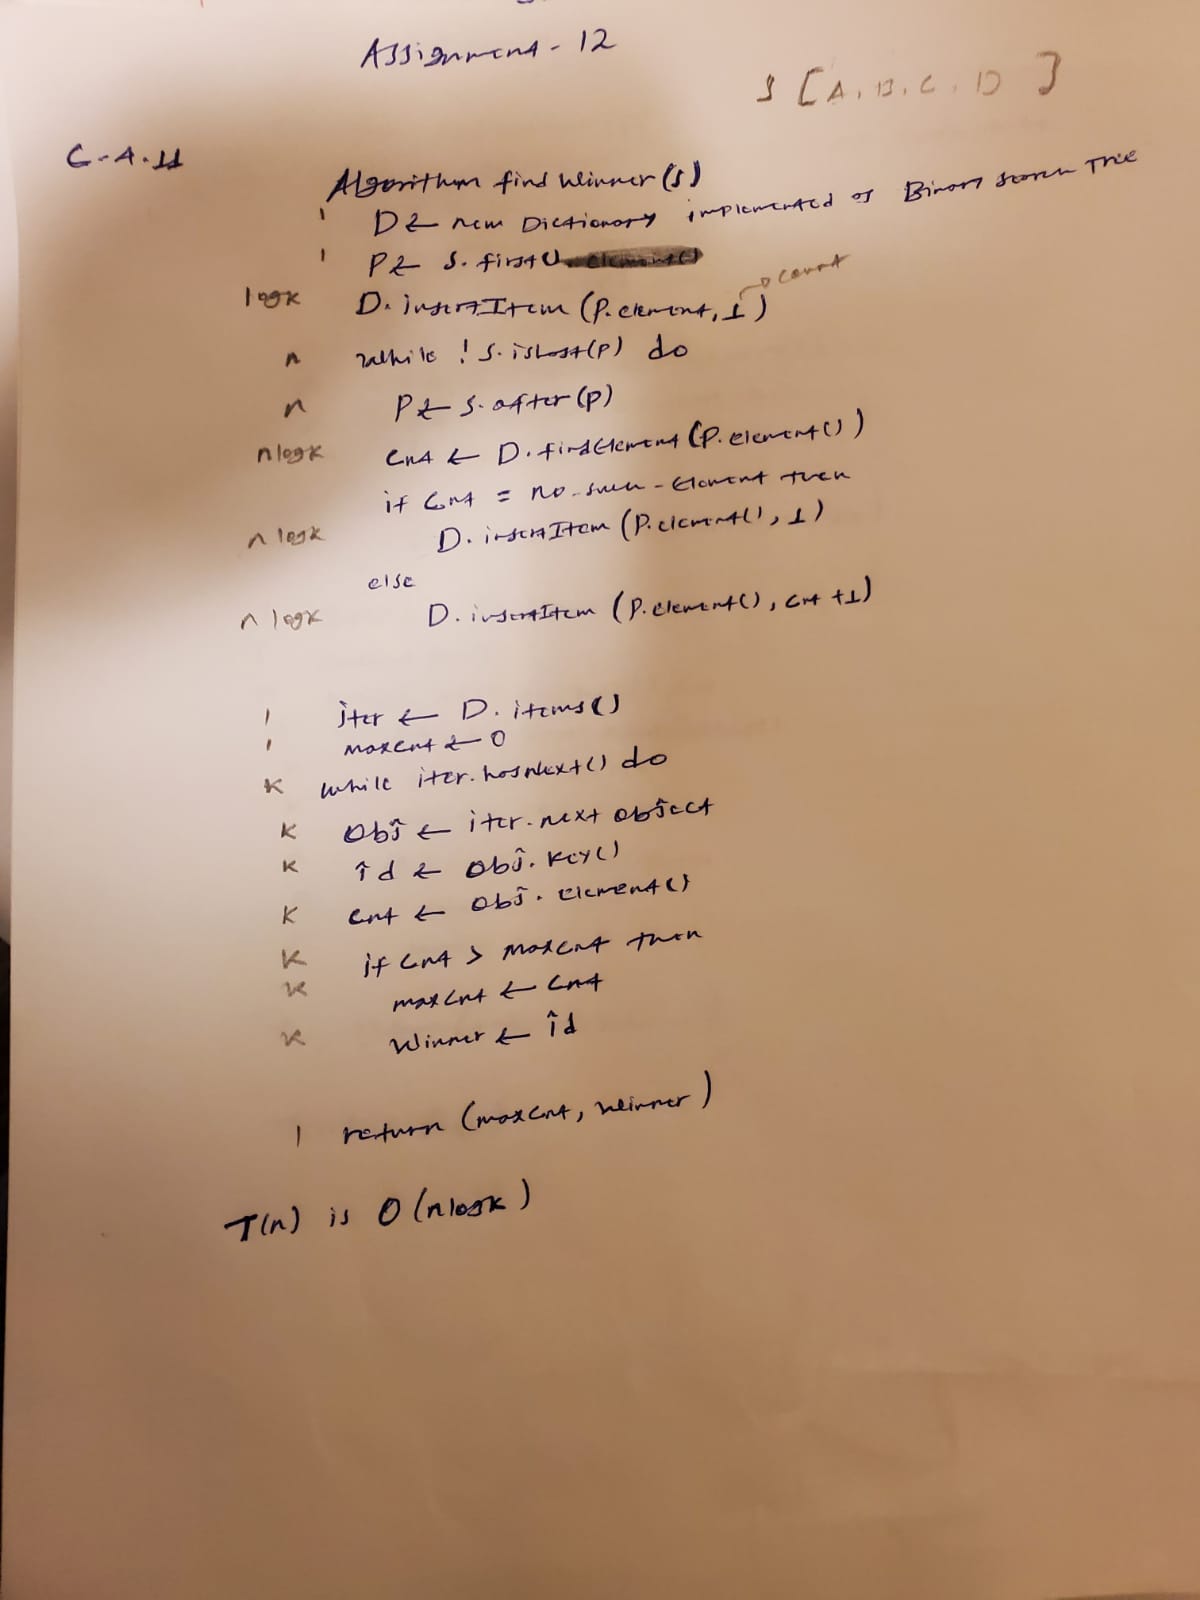 Assignment - 12
S [A, B, C, D ]
C-4.11
Algorithm find Winner (S)
1 D ← new Dictionary implemented of Binary Search Tree
1 P ← S. first()
→ count
logk D. insertItem (P. element, 1)
n while ! S. isLast(P) do
n P ← S. after (p)
nlogk Cnt ← D. findElement (P. element())
if Cnt = no-such-Element then
n logk D. insertItem (P. element(), 1)
else
n logk D. insertItem (P. element(), Cnt +1)
1 iter ← D. items()
1 maxCnt ← 0
K while iter. hasNext() do
K Obj ← iter. next object
K id ← Obj. key()
K Cnt ← Obj. Element()
K if Cnt > maxCnt then
K maxCnt ← Cnt
K Winner ← id
1 return (maxCnt, Winner)
T(n) is O (nlogk)